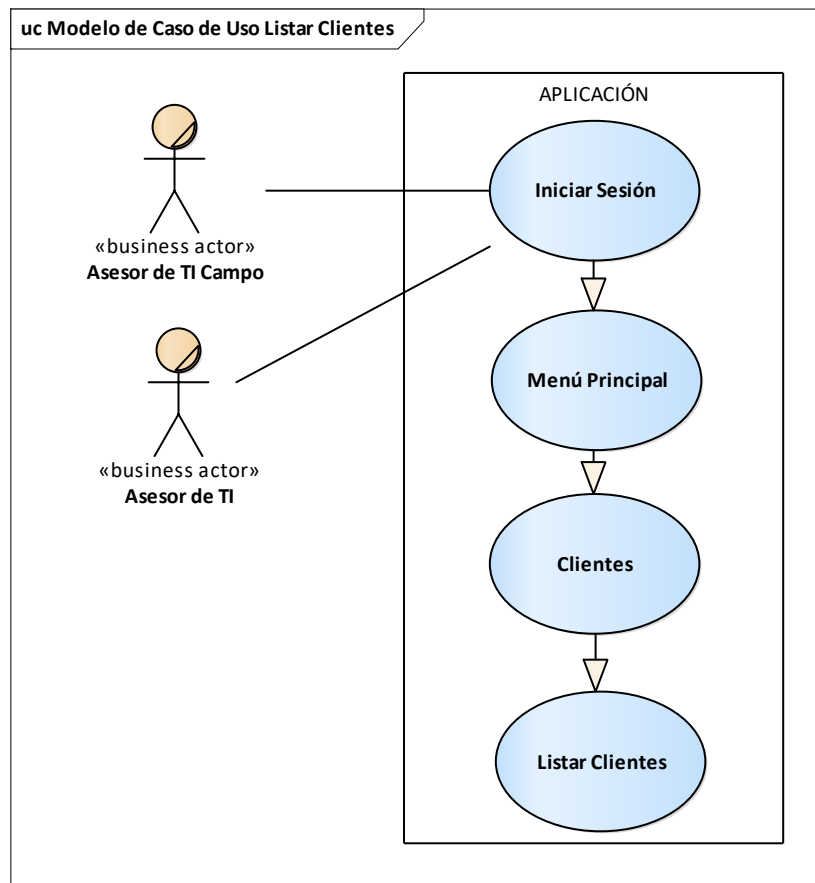 uc Modelo de Caso de Uso Listar Clientes
APLICACIÓN
Iniciar Sesión
«business actor»
Asesor de TI Campo
Menú Principal
«business actor»
Asesor de TI
Clientes
Listar Clientes